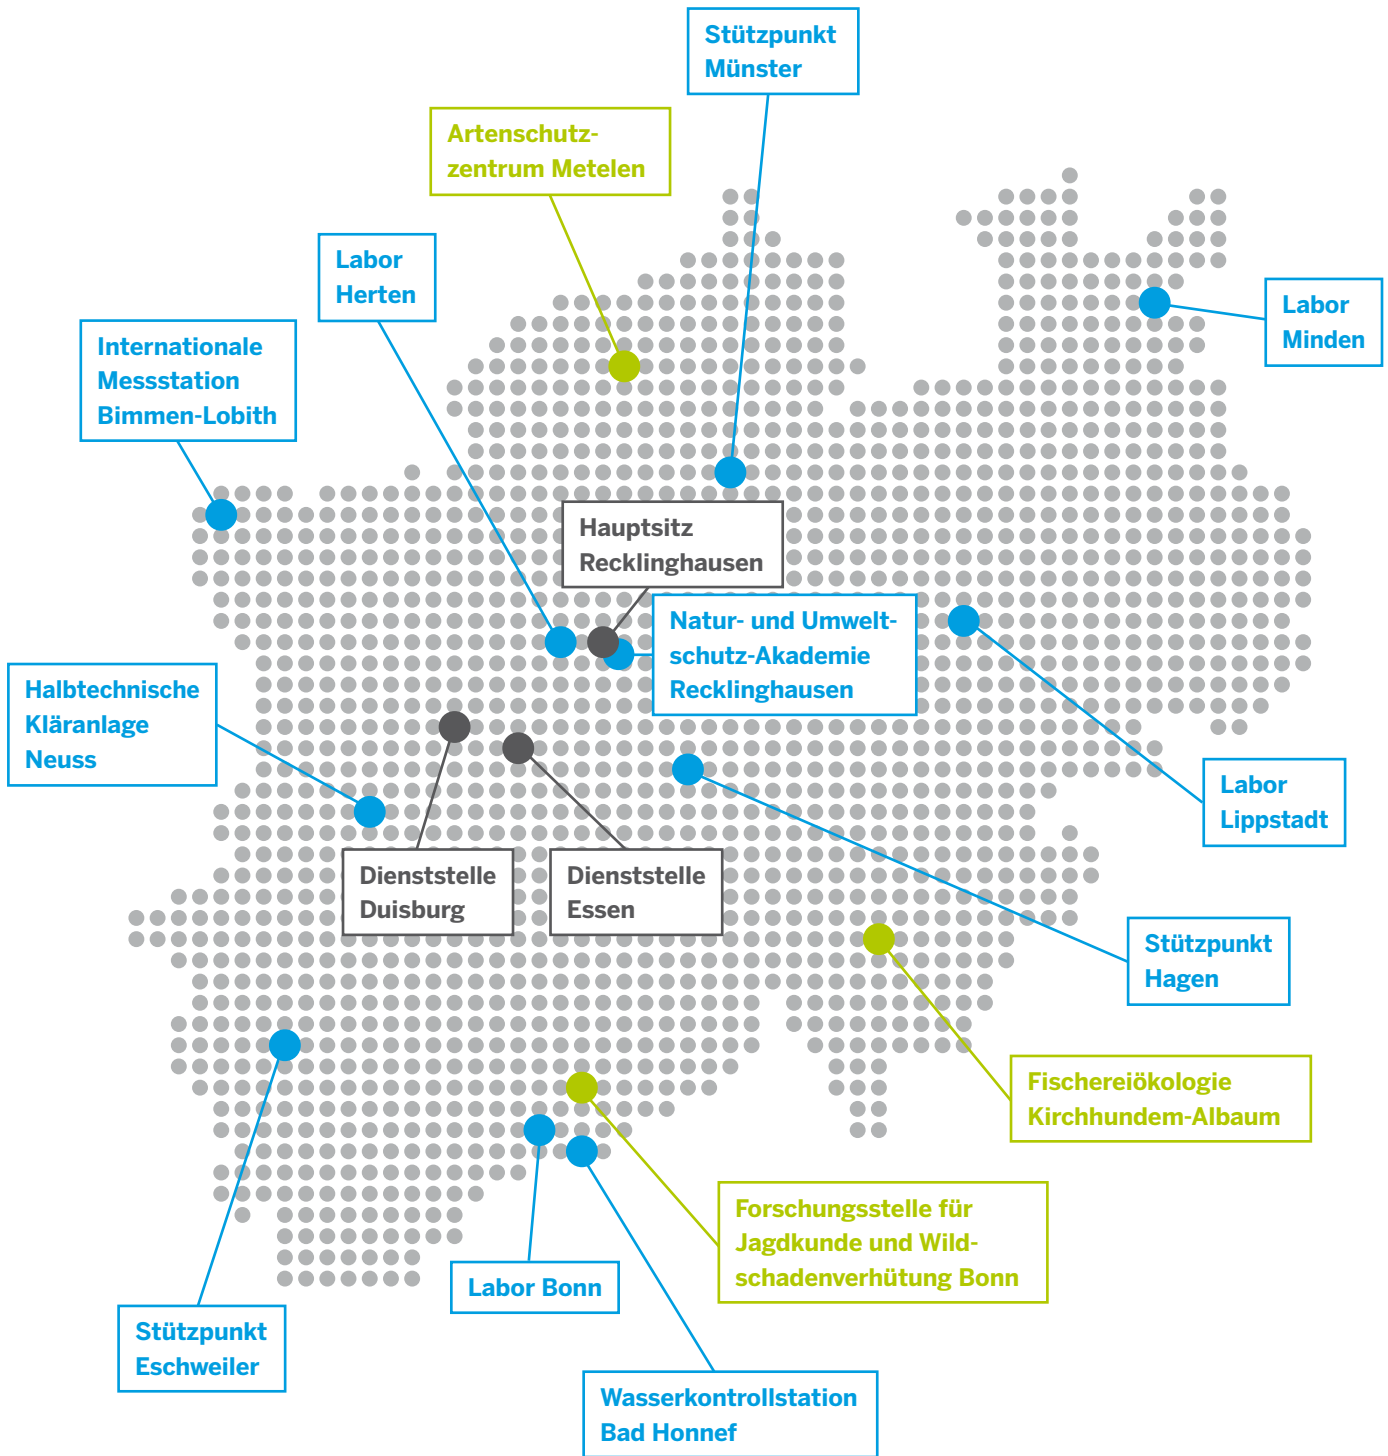 Stützpunkt
Münster
Artenschutz-
zentrum Metelen
Labor
Herten
Labor
Minden
Internationale
Messstation
Bimmen-Lobith
Hauptsitz
Recklinghausen
Natur- und Umwelt-
schutz-Akademie
Recklinghausen
Halbtechnische
Kläranlage
Neuss
Labor
Lippstadt
Dienststelle
Duisburg
Dienststelle
Essen
Stützpunkt
Hagen
Fischereiökologie
Kirchhundem-Albaum
Forschungsstelle für
Jagdkunde und Wild-
schadenverhütung Bonn
Labor Bonn
Stützpunkt
Eschweiler
Wasserkontrollstation
Bad Honnef